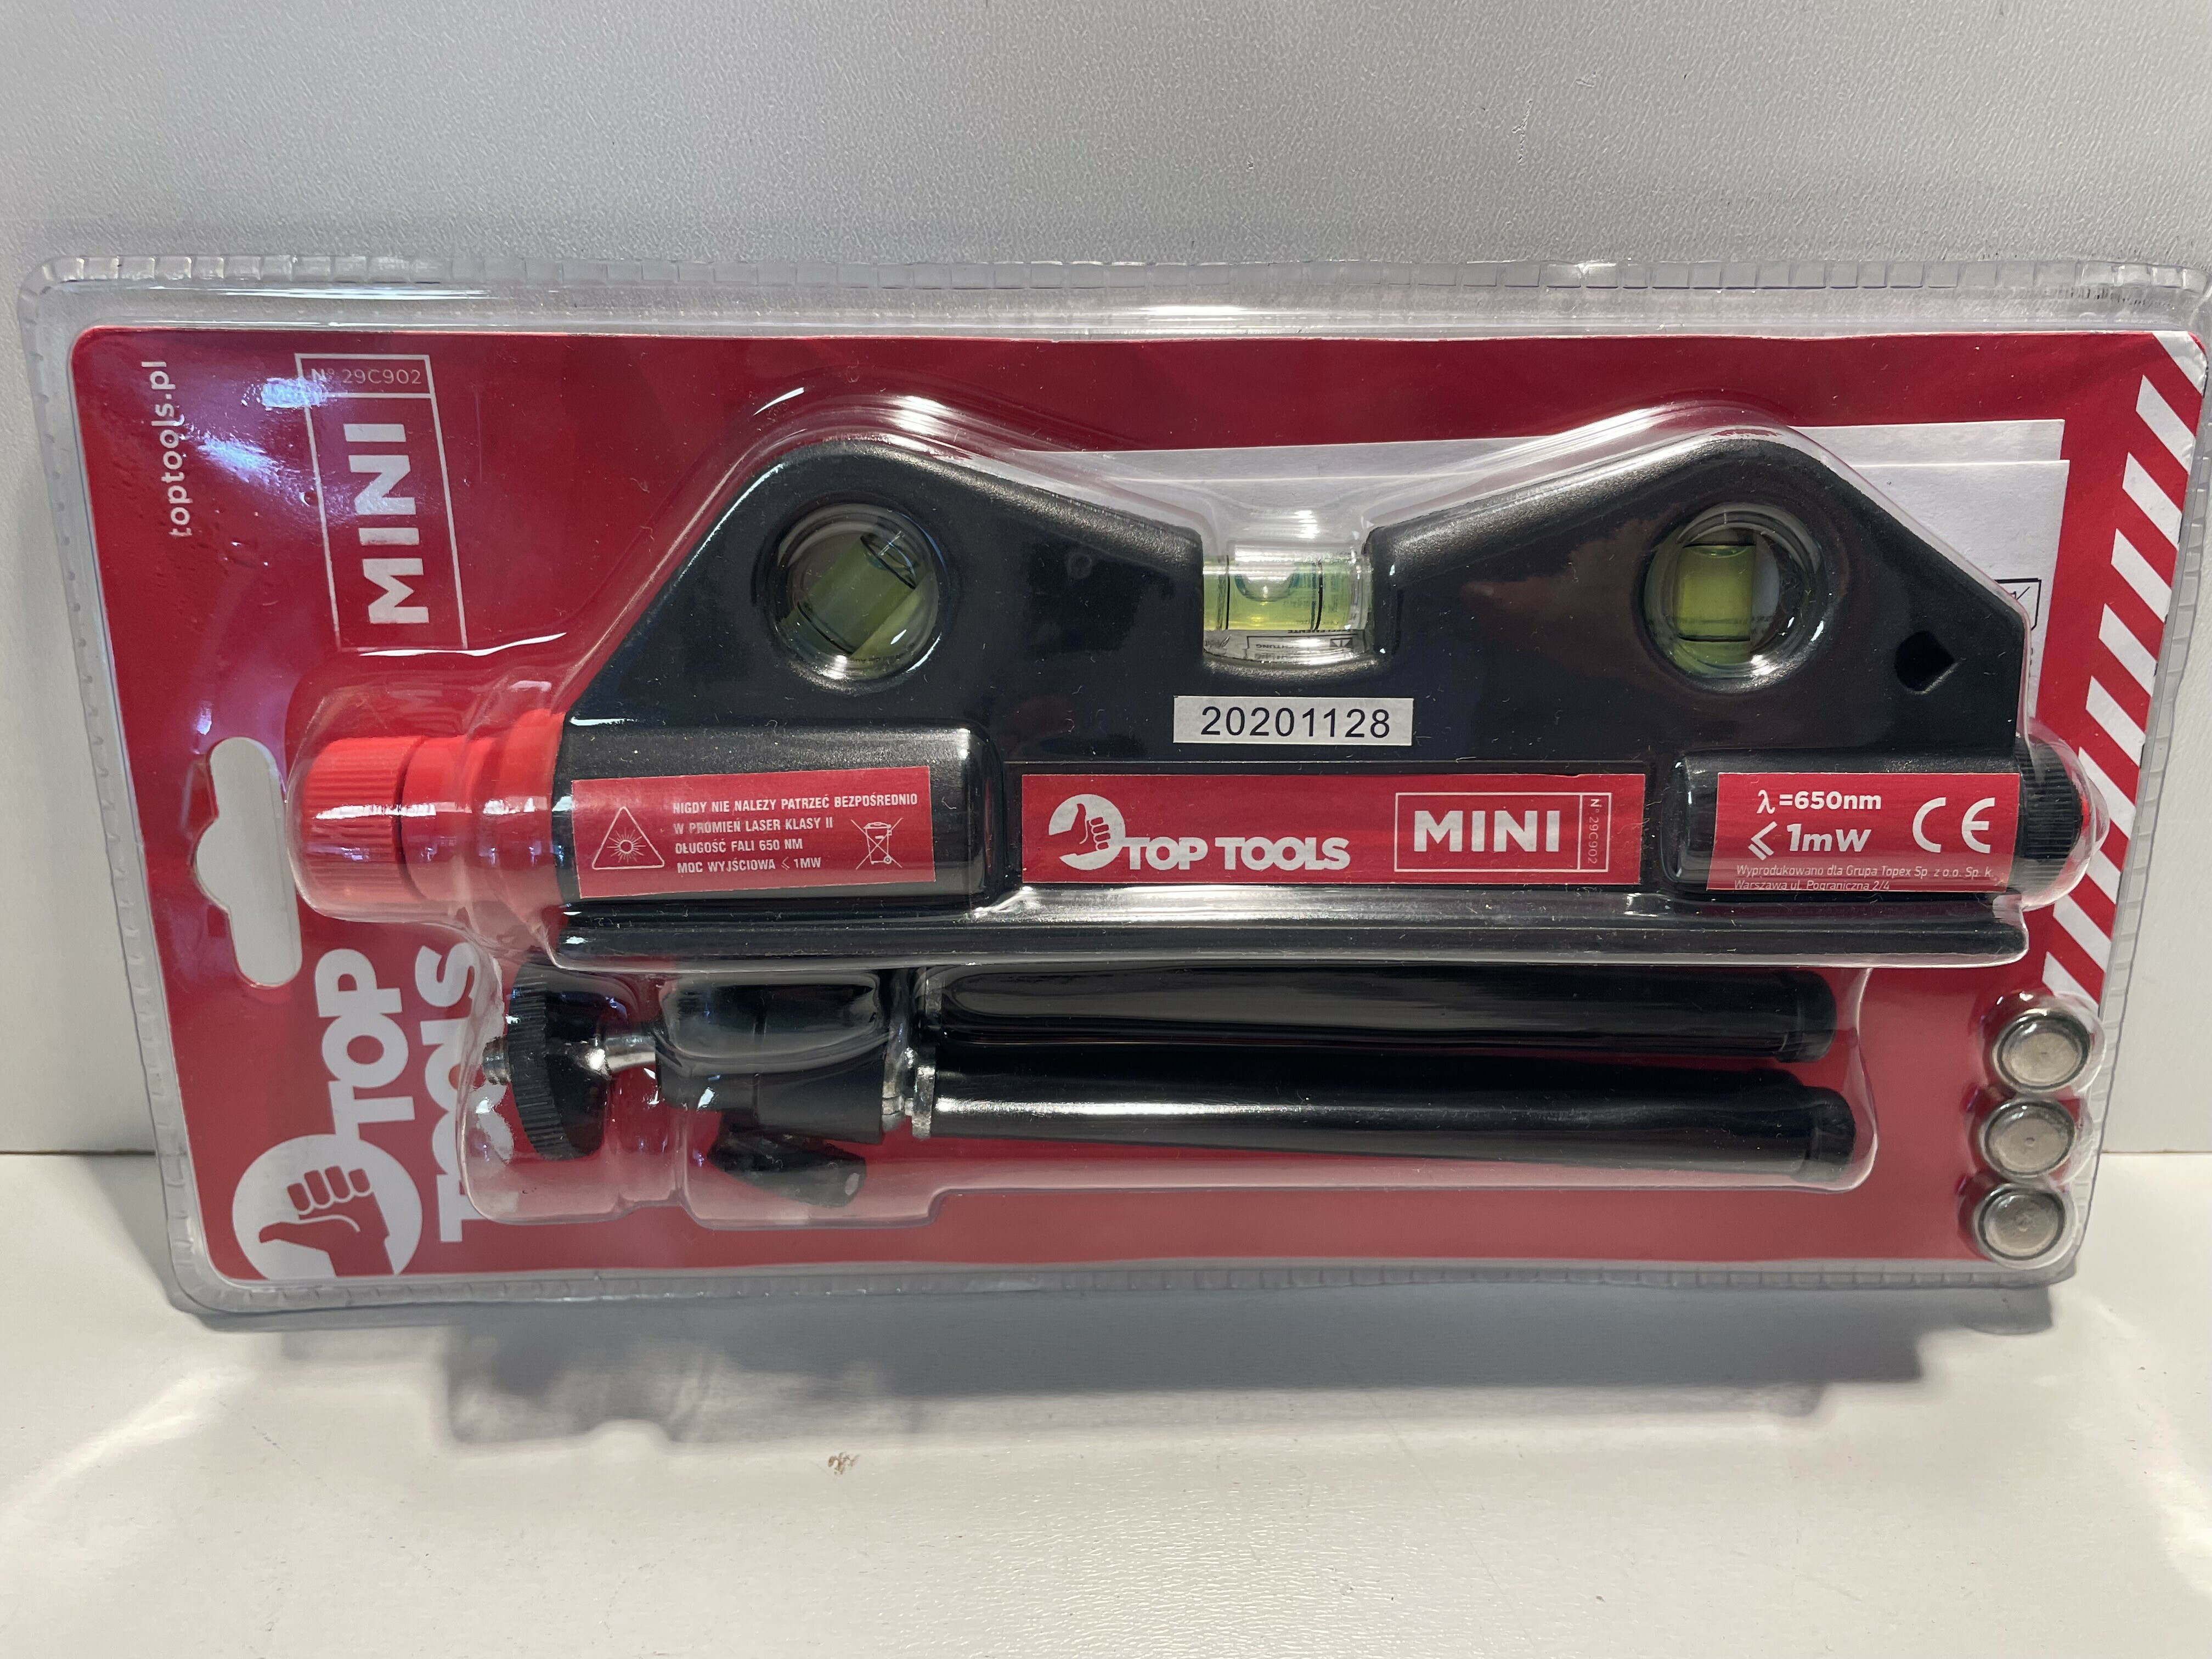 toptools.pl
Nº 29C902
MINI
TOP
TOOLS
20201128
NIGDY NIE NALEZY PATRZEĆ BEZPOŚREDNIO
W PROMIEŃ LASER KLASY II
DŁUGOŚĆ FALI 650 NM
MOC WYJŚCIOWA ⩽ 1MW
TOP TOOLS
MINI
N 29C902
λ=650nm
⩽ 1mW
CE
Wyprodukowano dla Grupa Topex Sp. z o.o. Sp. k.
Warszawa ul. Pograniczna 2/4